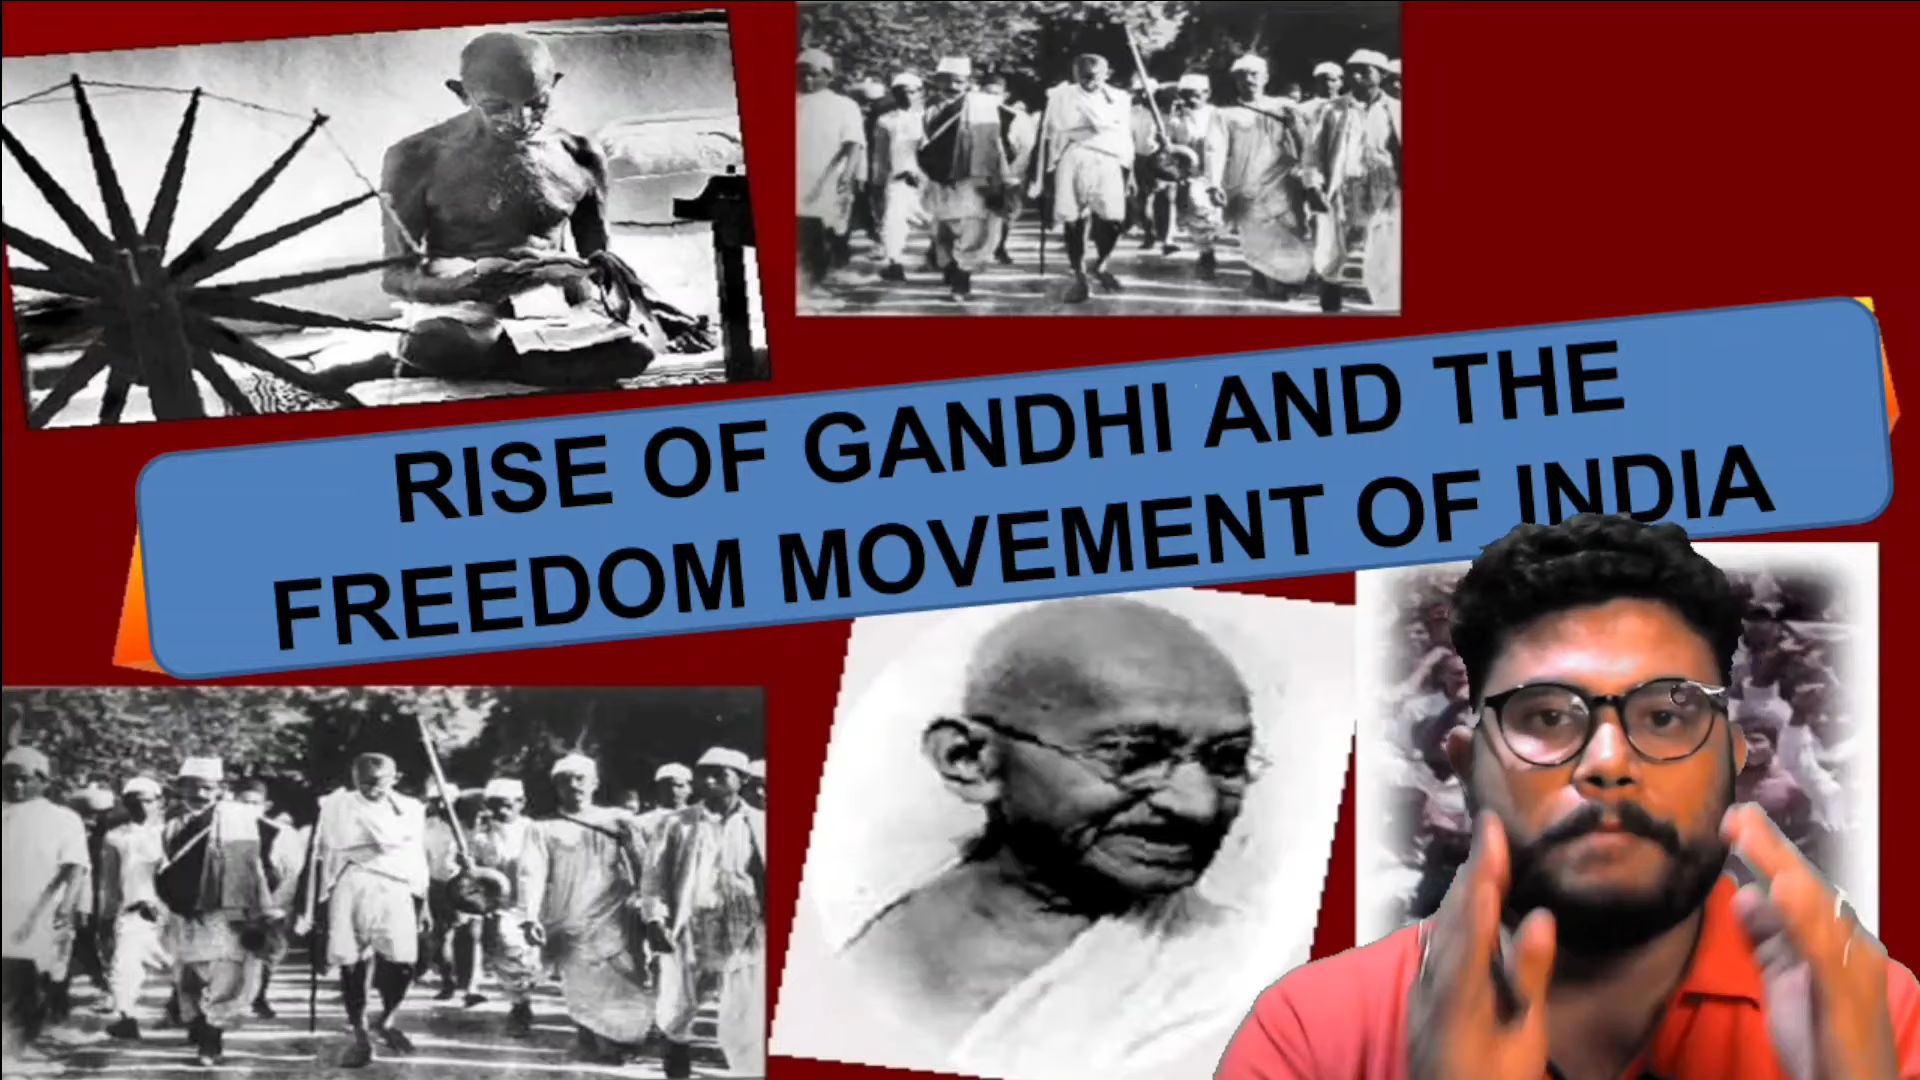 RISE OF GANDHI AND THE
FREEDOM MOVEMENT OF INDIA